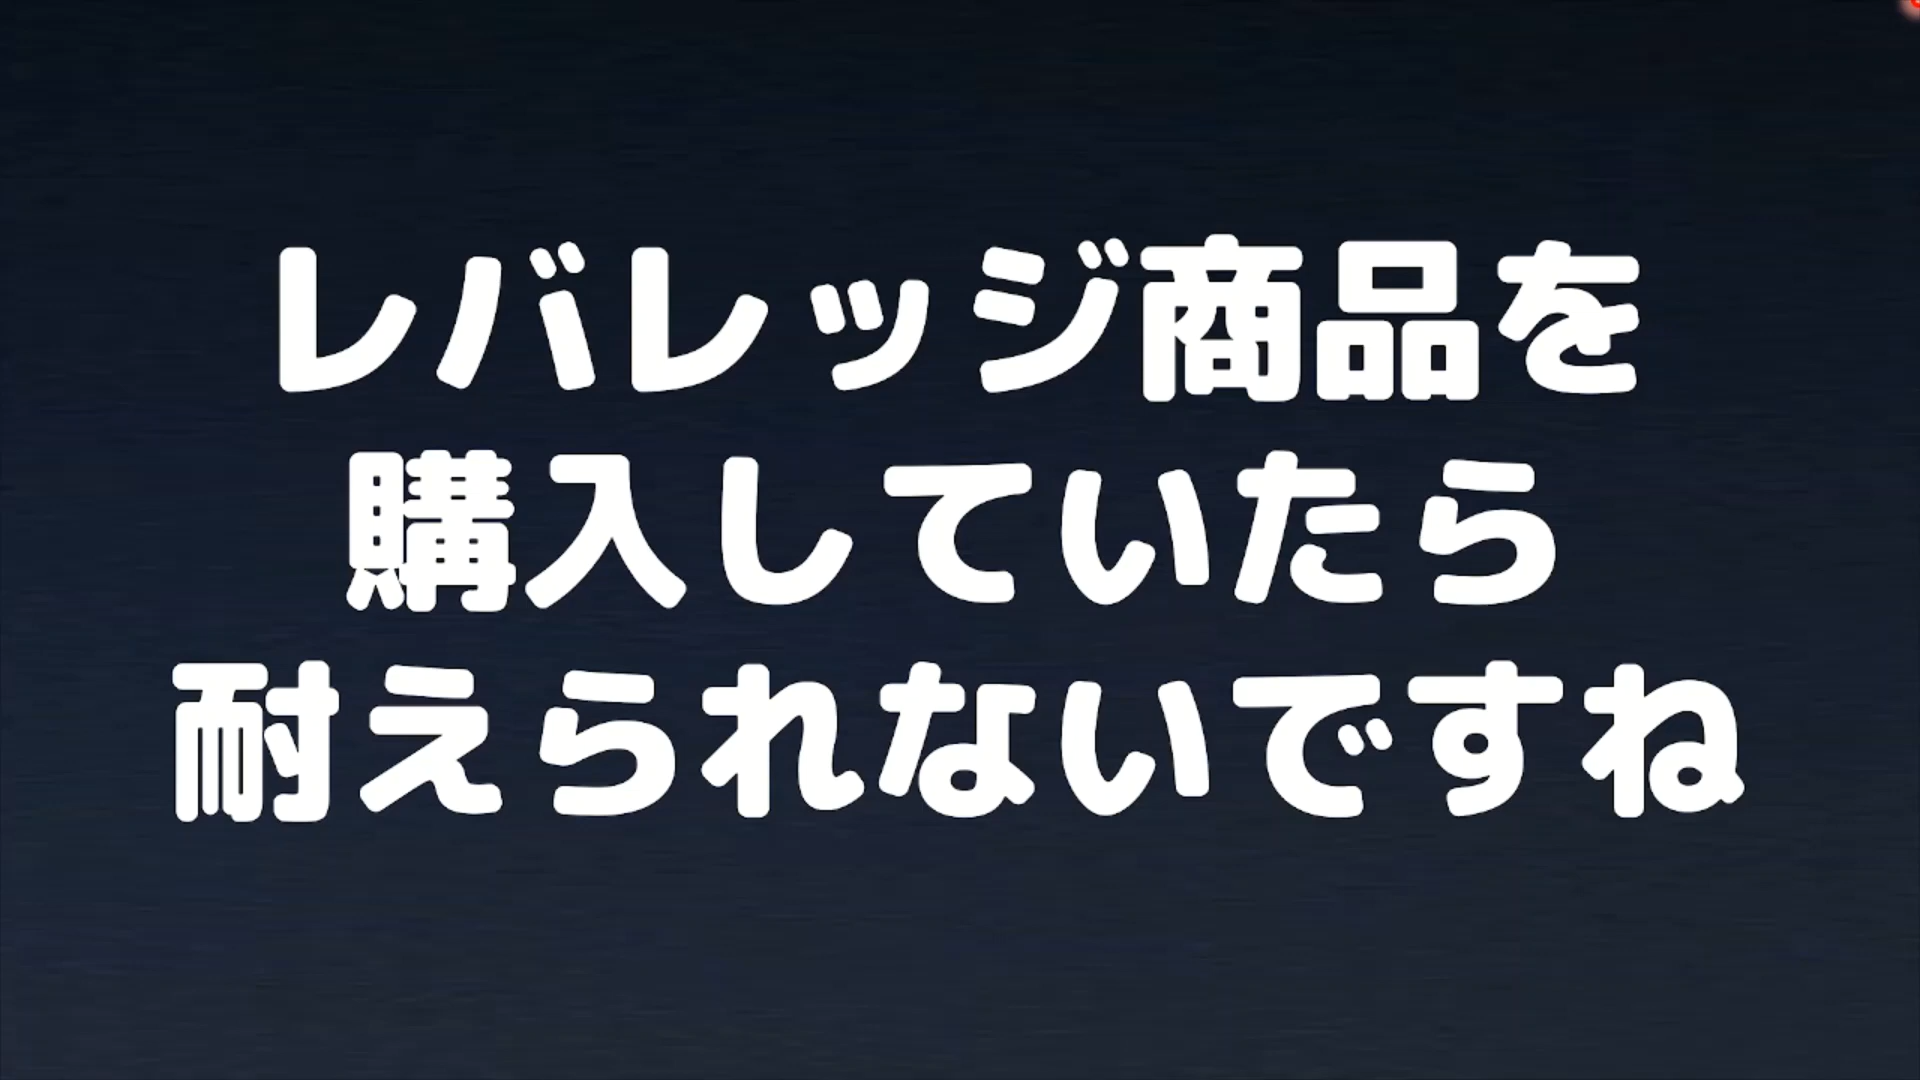 レバレッジ商品を
購入していたら
耐えられないですね